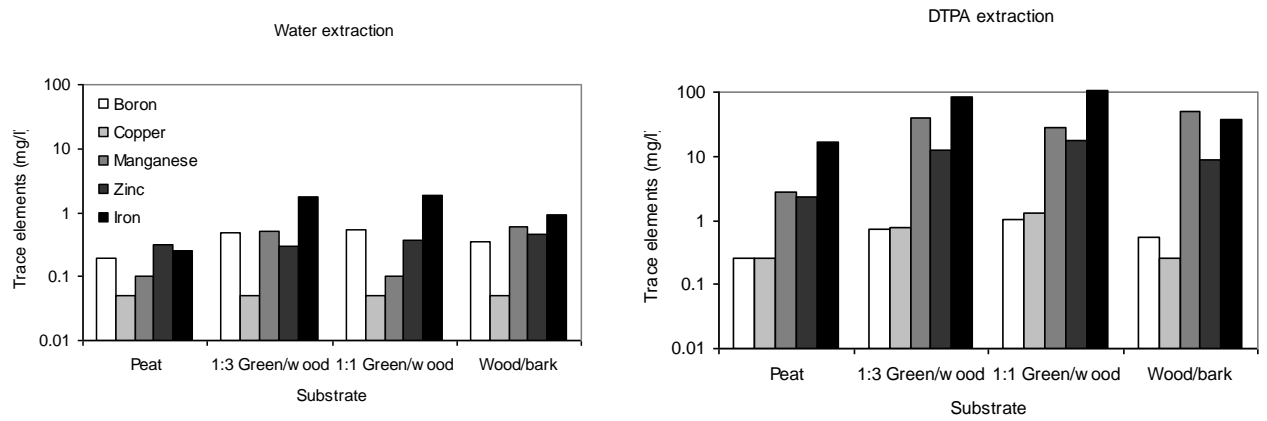 Water extraction
100
10
1
0.1
0.01
Trace elements (mg/l)
Boron
Copper
Manganese
Zinc
Iron
Peat 1:3 Green/w ood 1:1 Green/w ood Wood/bark
Substrate
DTPA extraction
100
10
1
0.1
0.01
Trace elements (mg/l)
Peat 1:3 Green/w ood 1:1 Green/w ood Wood/bark
Substrate